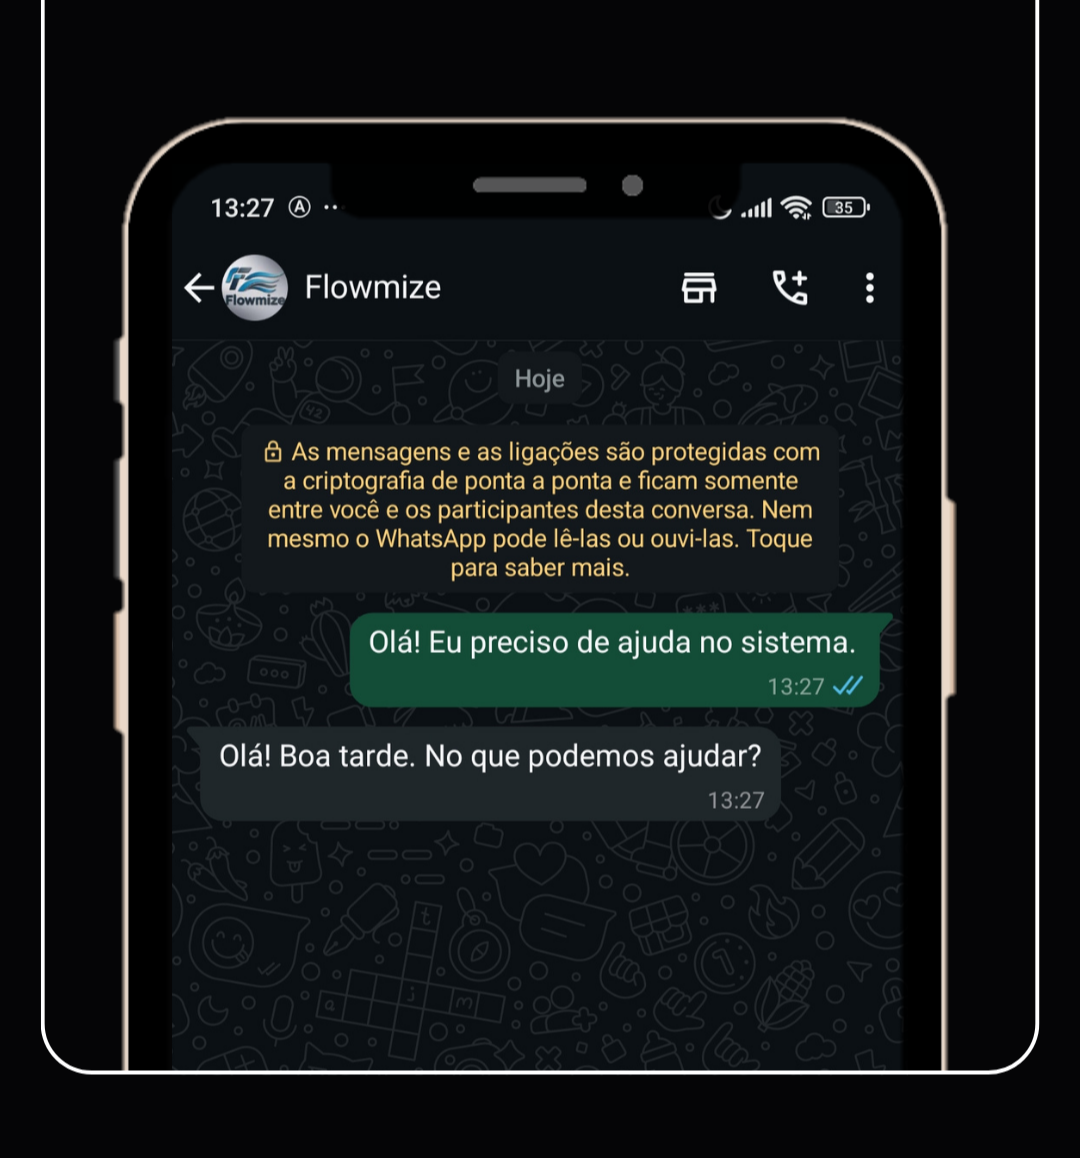 13:27 Ⓐ ··
35
Flowmize
Flowmize
Hoje
As mensagens e as ligações são protegidas com
a criptografia de ponta a ponta e ficam somente
entre você e os participantes desta conversa. Nem
mesmo o WhatsApp pode lê-las ou ouvi-las. Toque
para saber mais.
Olá! Eu preciso de ajuda no sistema.
13:27
Olá! Boa tarde. No que podemos ajudar?
13:27